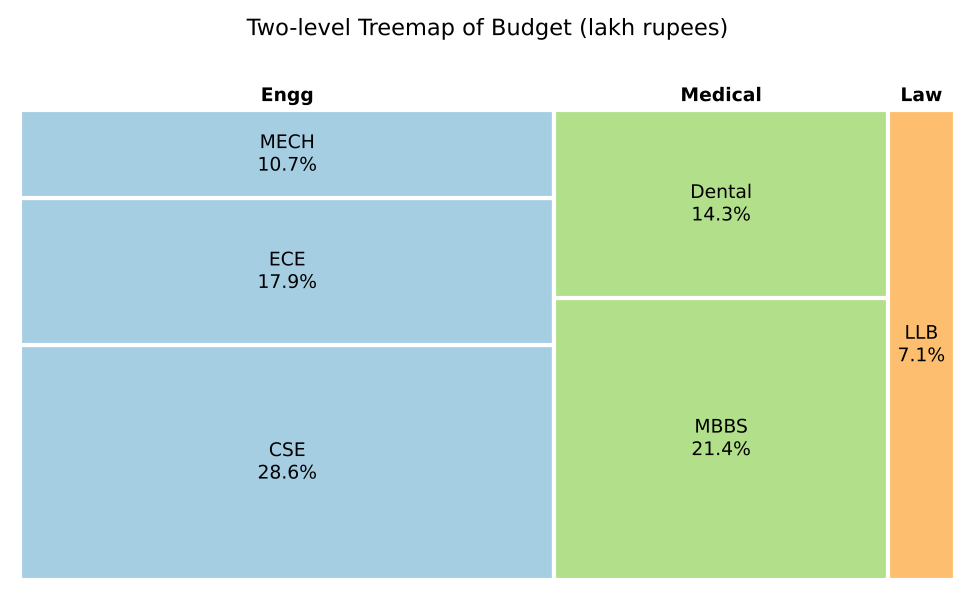 Two-level Treemap of Budget (lakh rupees)
Engg
Medical
Law
MECH
10.7%
ECE
17.9%
CSE
28.6%
Dental
14.3%
MBBS
21.4%
LLB
7.1%